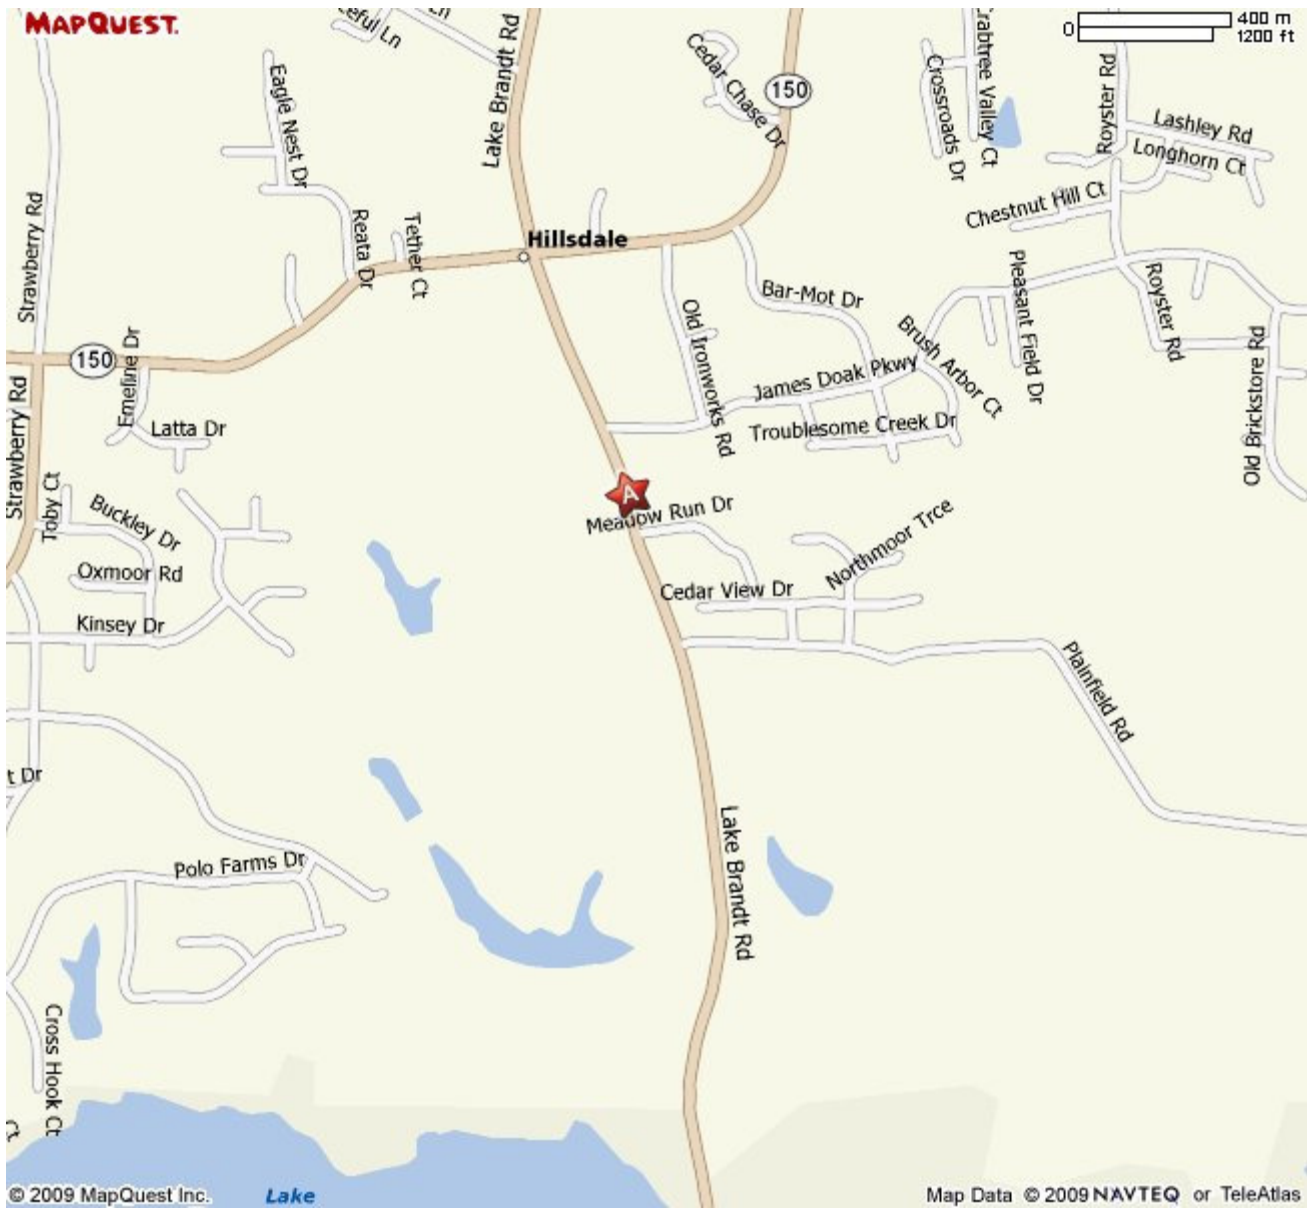 MAPQUEST.
0 400 m
1200 ft
eful Ln
Ln
Lake Brandt Rd
Cedar Chase Dr
150
Crossroads Dr
Crabtree Valley Ct
Royster Rd
Lashley Rd
Longhorn Ct
Chestnut Hill Ct
Eagle Nest Dr
Reata Dr
Tether Ct
Hillsdale
Strawberry Rd
Bar-Mot Dr
Pleasant Field Dr
Royster Rd
Old Ironworks Rd
Brush Arbor Ct
150
Emeline Dr
James Doak Pkwy
Old Brickstore Rd
Strawberry Rd
Latta Dr
Troublesome Creek Dr
Toby Ct
Buckley Dr
A
Meadow Run Dr
Northmoor Trce
Oxmoor Rd
Cedar View Dr
Kinsey Dr
Plainfield Rd
t Dr
Lake Brandt Rd
Polo Farms Dr
Cross Hook Ct
Ct
© 2009 MapQuest Inc.
Lake
Map Data © 2009 NAVTEQ or TeleAtlas